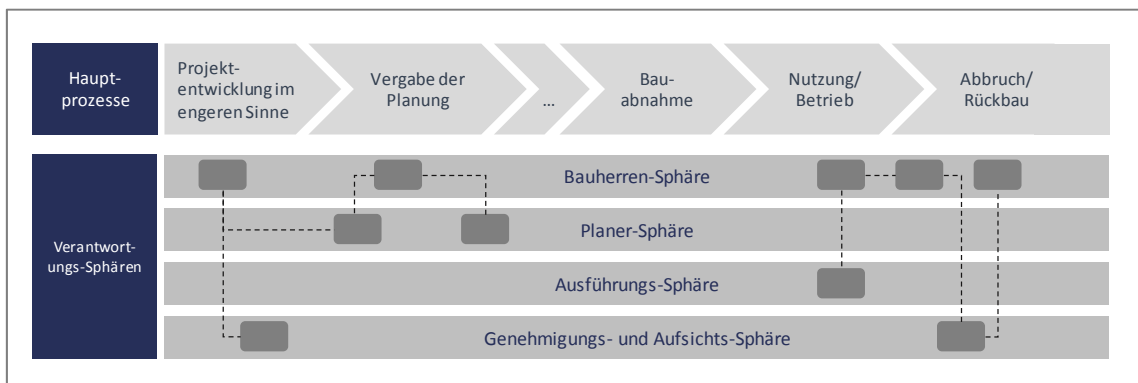 Haupt-
prozesse
Projekt-
entwicklung im
engeren Sinne
Vergabe der
Planung
...
Bau-
abnahme
Nutzung/
Betrieb
Abbruch/
Rückbau
Verantwort-
ungs-Sphären
Bauherren-Sphäre
Planer-Sphäre
Ausführungs-Sphäre
Genehmigungs- und Aufsichts-Sphäre